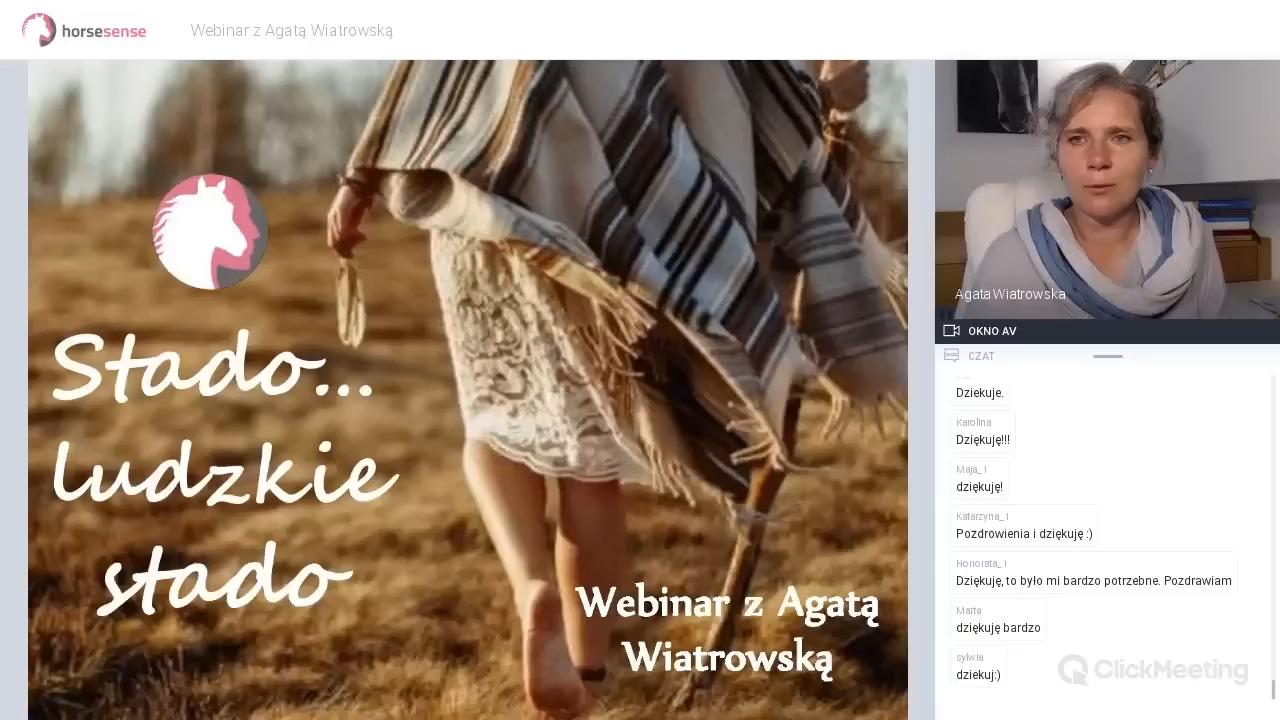 horsesense
Webinar z Agatą Wiatrowską
Stado...
ludzkie
stado
Webinar z Agatą
Wiatrowską
Agata Wiatrowska
OKNO AV
CZAT
Dziekuje.
Karolina
Dziękuję!!!
Maja_1
dziękuję!
Katarzyna_1
Pozdrowienia i dziękuję :)
Honorata_1
Dziękuję, to było mi bardzo potrzebne. Pozdrawiam
Marta
dziękuję bardzo
sylwia
dziekuj:)
ClickMeeting